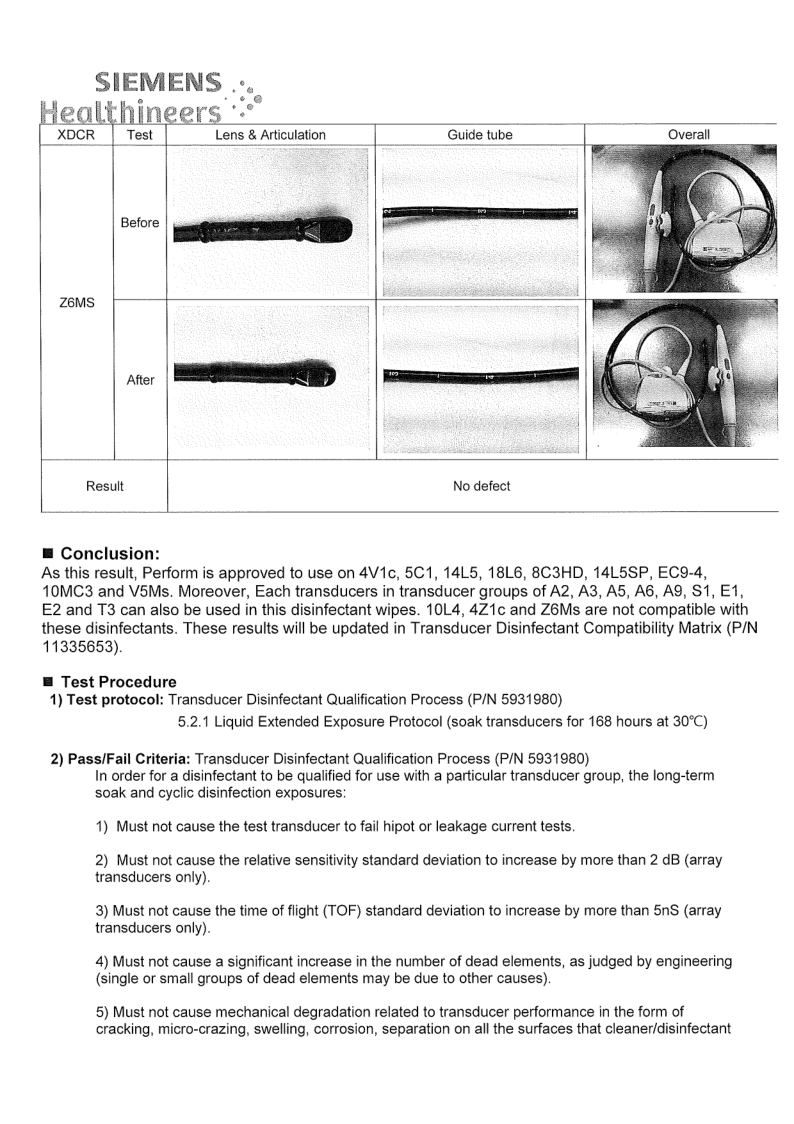 SIEMENS
Healthineers
XDCR Test Lens & Articulation Guide tube Overall
Before
Z6MS
After
Result No defect
■ Conclusion:
As this result, Perform is approved to use on 4V1c, 5C1, 14L5, 18L6, 8C3HD, 14L5SP, EC9-4,
10MC3 and V5Ms. Moreover, Each transducers in transducer groups of A2, A3, A5, A6, A9, S1, E1,
E2 and T3 can also be used in this disinfectant wipes. 10L4, 4Z1c and Z6Ms are not compatible with
these disinfectants. These results will be updated in Transducer Disinfectant Compatibility Matrix (P/N
11335653).
■ Test Procedure
1) Test protocol: Transducer Disinfectant Qualification Process (P/N 5931980)
5.2.1 Liquid Extended Exposure Protocol (soak transducers for 168 hours at 30℃)
2) Pass/Fail Criteria: Transducer Disinfectant Qualification Process (P/N 5931980)
In order for a disinfectant to be qualified for use with a particular transducer group, the long-term
soak and cyclic disinfection exposures:
1) Must not cause the test transducer to fail hipot or leakage current tests.
2) Must not cause the relative sensitivity standard deviation to increase by more than 2 dB (array
transducers only).
3) Must not cause the time of flight (TOF) standard deviation to increase by more than 5nS (array
transducers only).
4) Must not cause a significant increase in the number of dead elements, as judged by engineering
(single or small groups of dead elements may be due to other causes).
5) Must not cause mechanical degradation related to transducer performance in the form of
cracking, micro-crazing, swelling, corrosion, separation on all the surfaces that cleaner/disinfectant